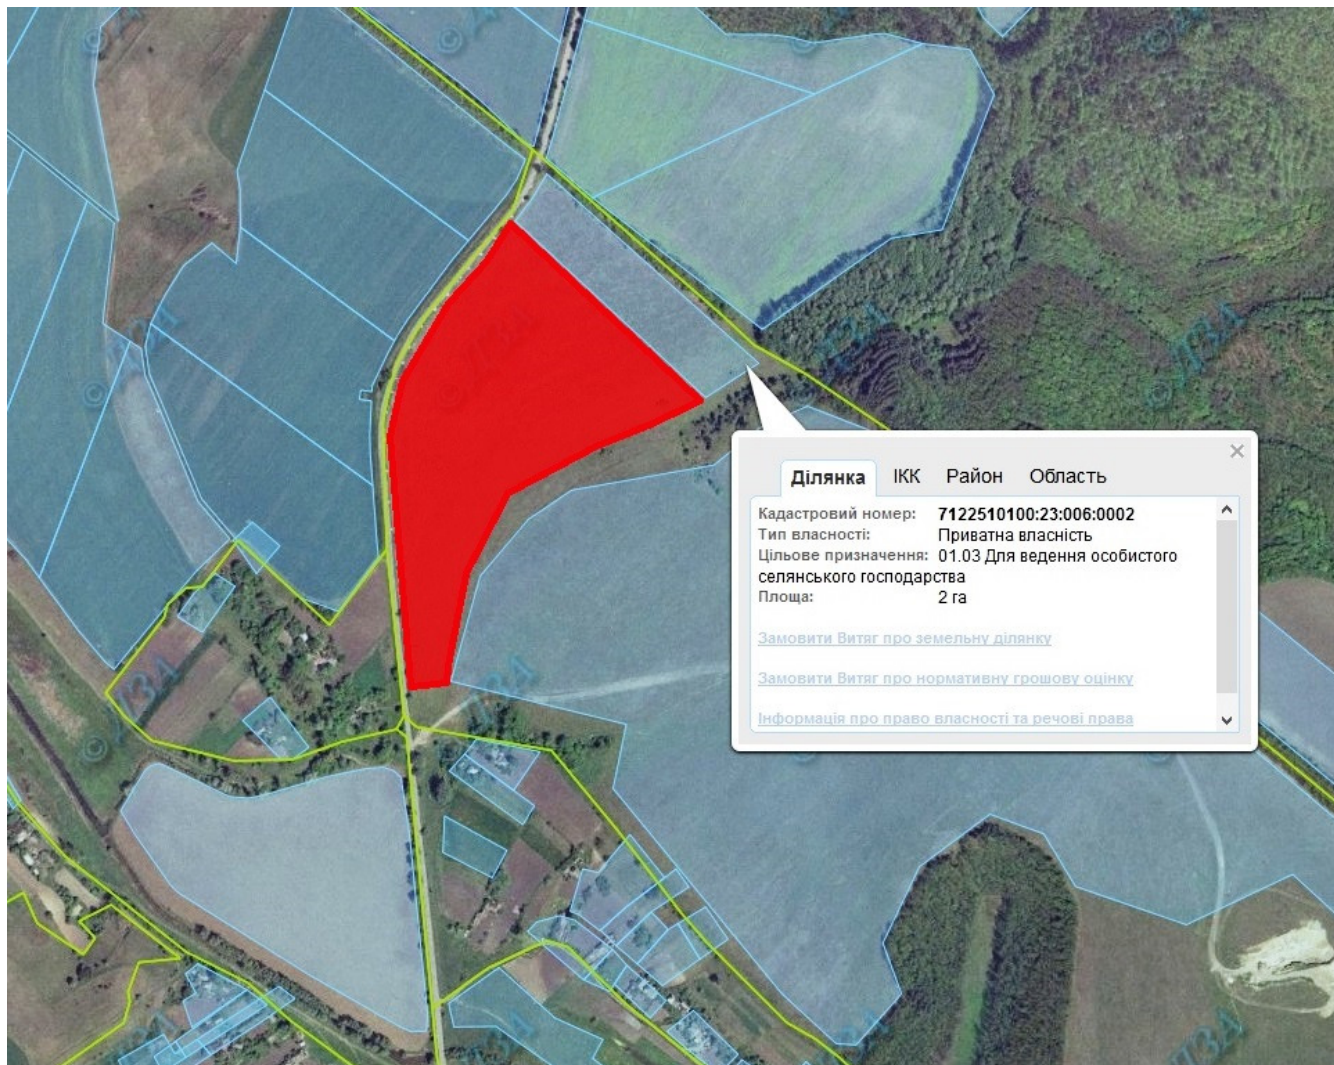 Ділянка ІКК Район Область
Кадастровий номер: 7122510100:23:006:0002
Тип власності: Приватна власність
Цільове призначення: 01.03 Для ведення особистого
селянського господарства
Площа: 2 га
Замовити Витяг про земельну ділянку
Замовити Витяг про нормативну грошову оцінку
Інформація про право власності та речові права